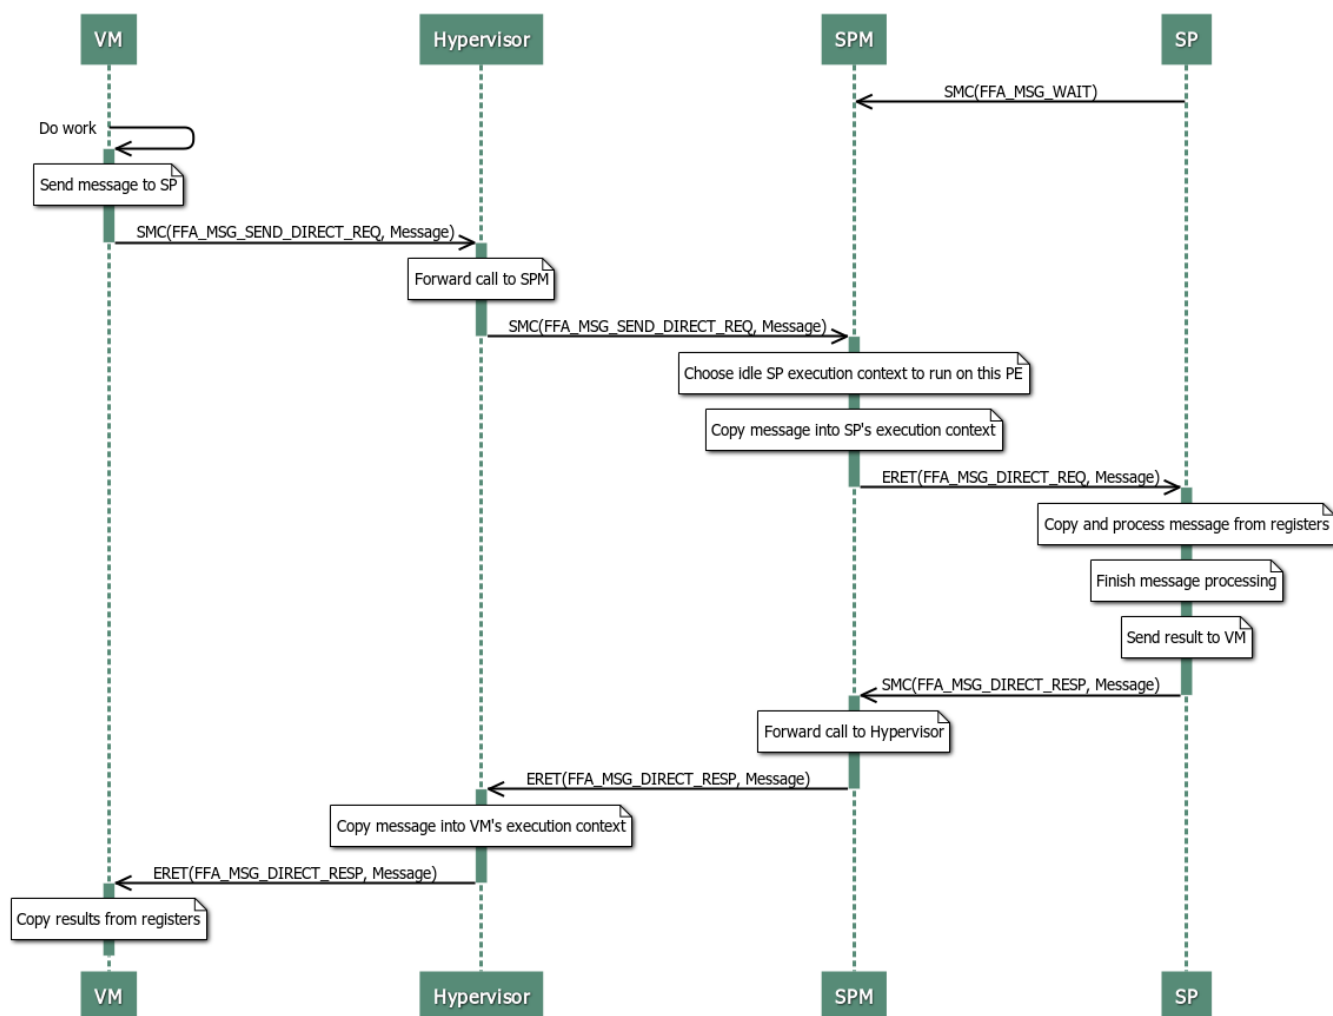 VM
Hypervisor
SPM
SP
SMC(FFA_MSG_WAIT)
Do work
Send message to SP
SMC(FFA_MSG_SEND_DIRECT_REQ, Message)
Forward call to SPM
SMC(FFA_MSG_SEND_DIRECT_REQ, Message)
Choose idle SP execution context to run on this PE
Copy message into SP's execution context
ERET(FFA_MSG_DIRECT_REQ, Message)
Copy and process message from registers
Finish message processing
Send result to VM
SMC(FFA_MSG_DIRECT_RESP, Message)
Forward call to Hypervisor
ERET(FFA_MSG_DIRECT_RESP, Message)
Copy message into VM's execution context
ERET(FFA_MSG_DIRECT_RESP, Message)
Copy results from registers
VM
Hypervisor
SPM
SP